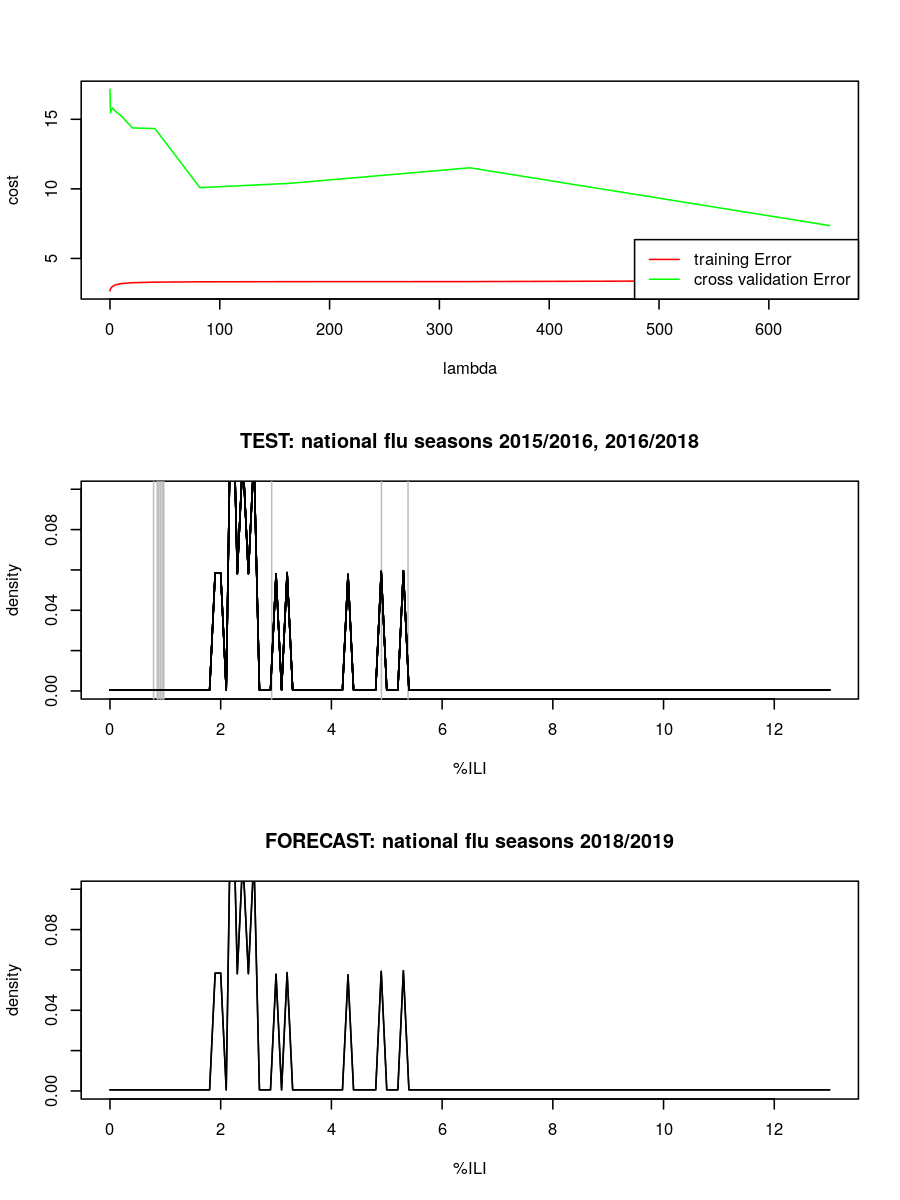 15
10
5
cost
training Error
cross validation Error
0 100 200 300 400 500 600
lambda
TEST: national flu seasons 2015/2016, 2016/2018
0.08
0.04
0.00
density
0 2 4 6 8 10 12
%ILI
FORECAST: national flu seasons 2018/2019
0.08
0.04
0.00
density
0 2 4 6 8 10 12
%ILI